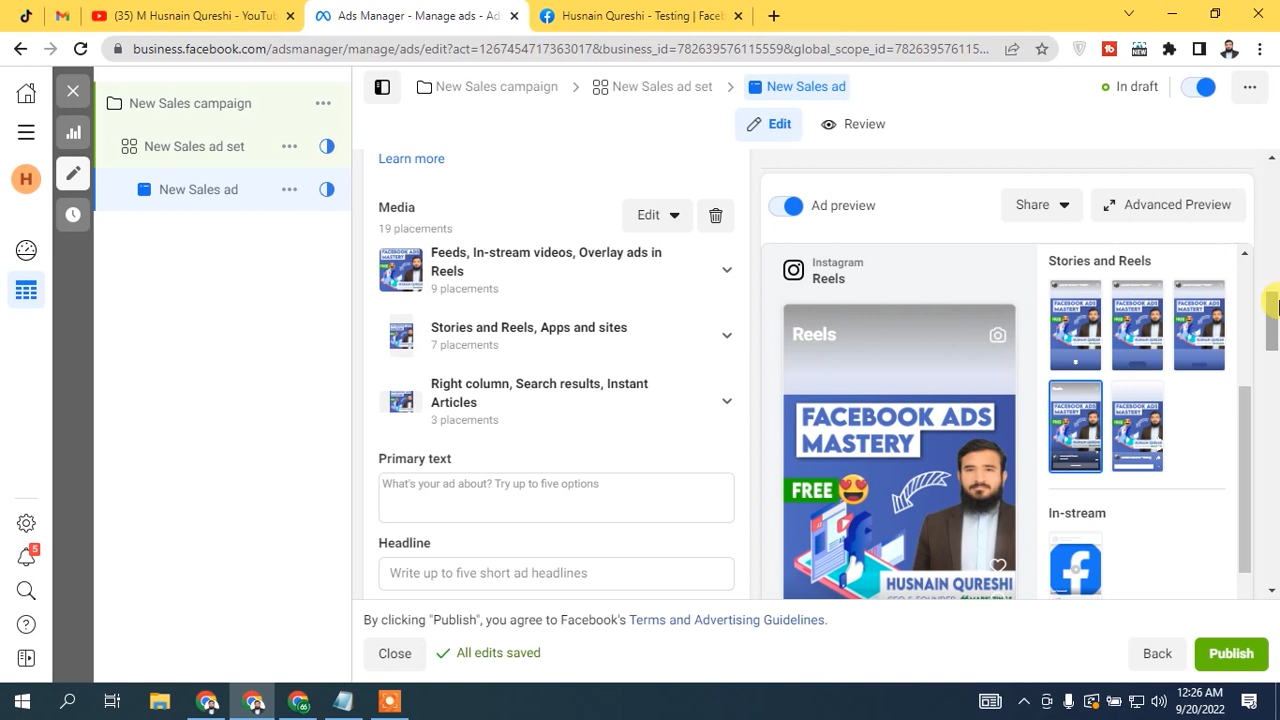 (35) M Husnain Qureshi - YouTub
Ads Manager - Manage ads - Ad
Husnain Qureshi - Testing | Faceb
business.facebook.com/adsmanager/manage/ads/edit?act=1267454717363017&business_id=782639576115559&global_scope_id=782639576115...
NEW
New Sales campaign
New Sales ad set
New Sales ad
H
5
New Sales campaign
New Sales ad set
New Sales ad
In draft
Edit
Review
Learn more
Media
19 placements
Edit
Feeds, In-stream videos, Overlay ads in
Reels
9 placements
Stories and Reels, Apps and sites
7 placements
Right column, Search results, Instant
Articles
3 placements
Primary text
What's your ad about? Try up to five options
Headline
Write up to five short ad headlines
Ad preview
Share
Advanced Preview
Instagram
Reels
Reels
FACEBOOK ADS
MASTERY
FREE
HUSNAIN QURESHI
Stories and Reels
In-stream
By clicking "Publish", you agree to Facebook's Terms and Advertising Guidelines.
Close
All edits saved
Back
Publish
12:26 AM
9/20/2022